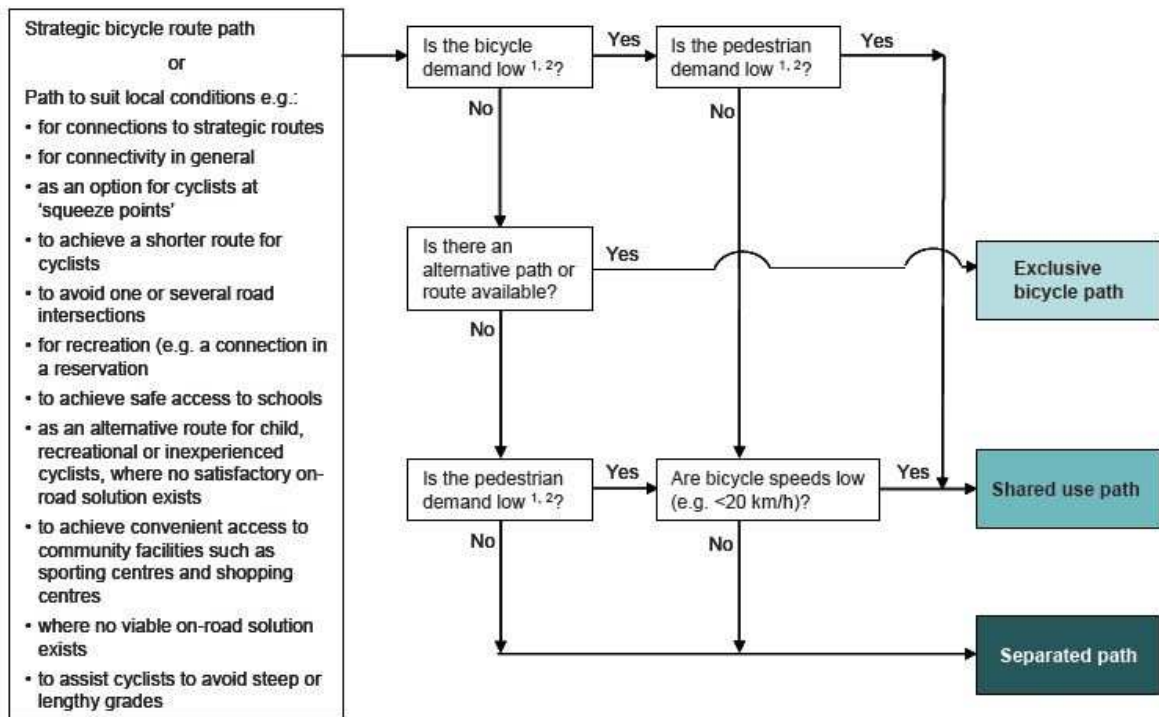 Strategic bicycle route path
or
Path to suit local conditions e.g.:
• for connections to strategic routes
• for connectivity in general
• as an option for cyclists at
‘squeeze points’
• to achieve a shorter route for
cyclists
• to avoid one or several road
intersections
• for recreation (e.g. a connection in
a reservation
• to achieve safe access to schools
• as an alternative route for child,
recreational or inexperienced
cyclists, where no satisfactory on-
road solution exists
• to achieve convenient access to
community facilities such as
sporting centres and shopping
centres
• where no viable on-road solution
exists
• to assist cyclists to avoid steep or
lengthy grades
Is the bicycle
demand low 1, 2?
Yes
Is the pedestrian
demand low 1, 2?
Yes
No
No
Is there an
alternative path or
route available?
Yes
Exclusive
bicycle path
No
Is the pedestrian
demand low 1, 2?
Yes
Are bicycle speeds low
(e.g. <20 km/h)?
Yes
Shared use path
No
No
Separated path